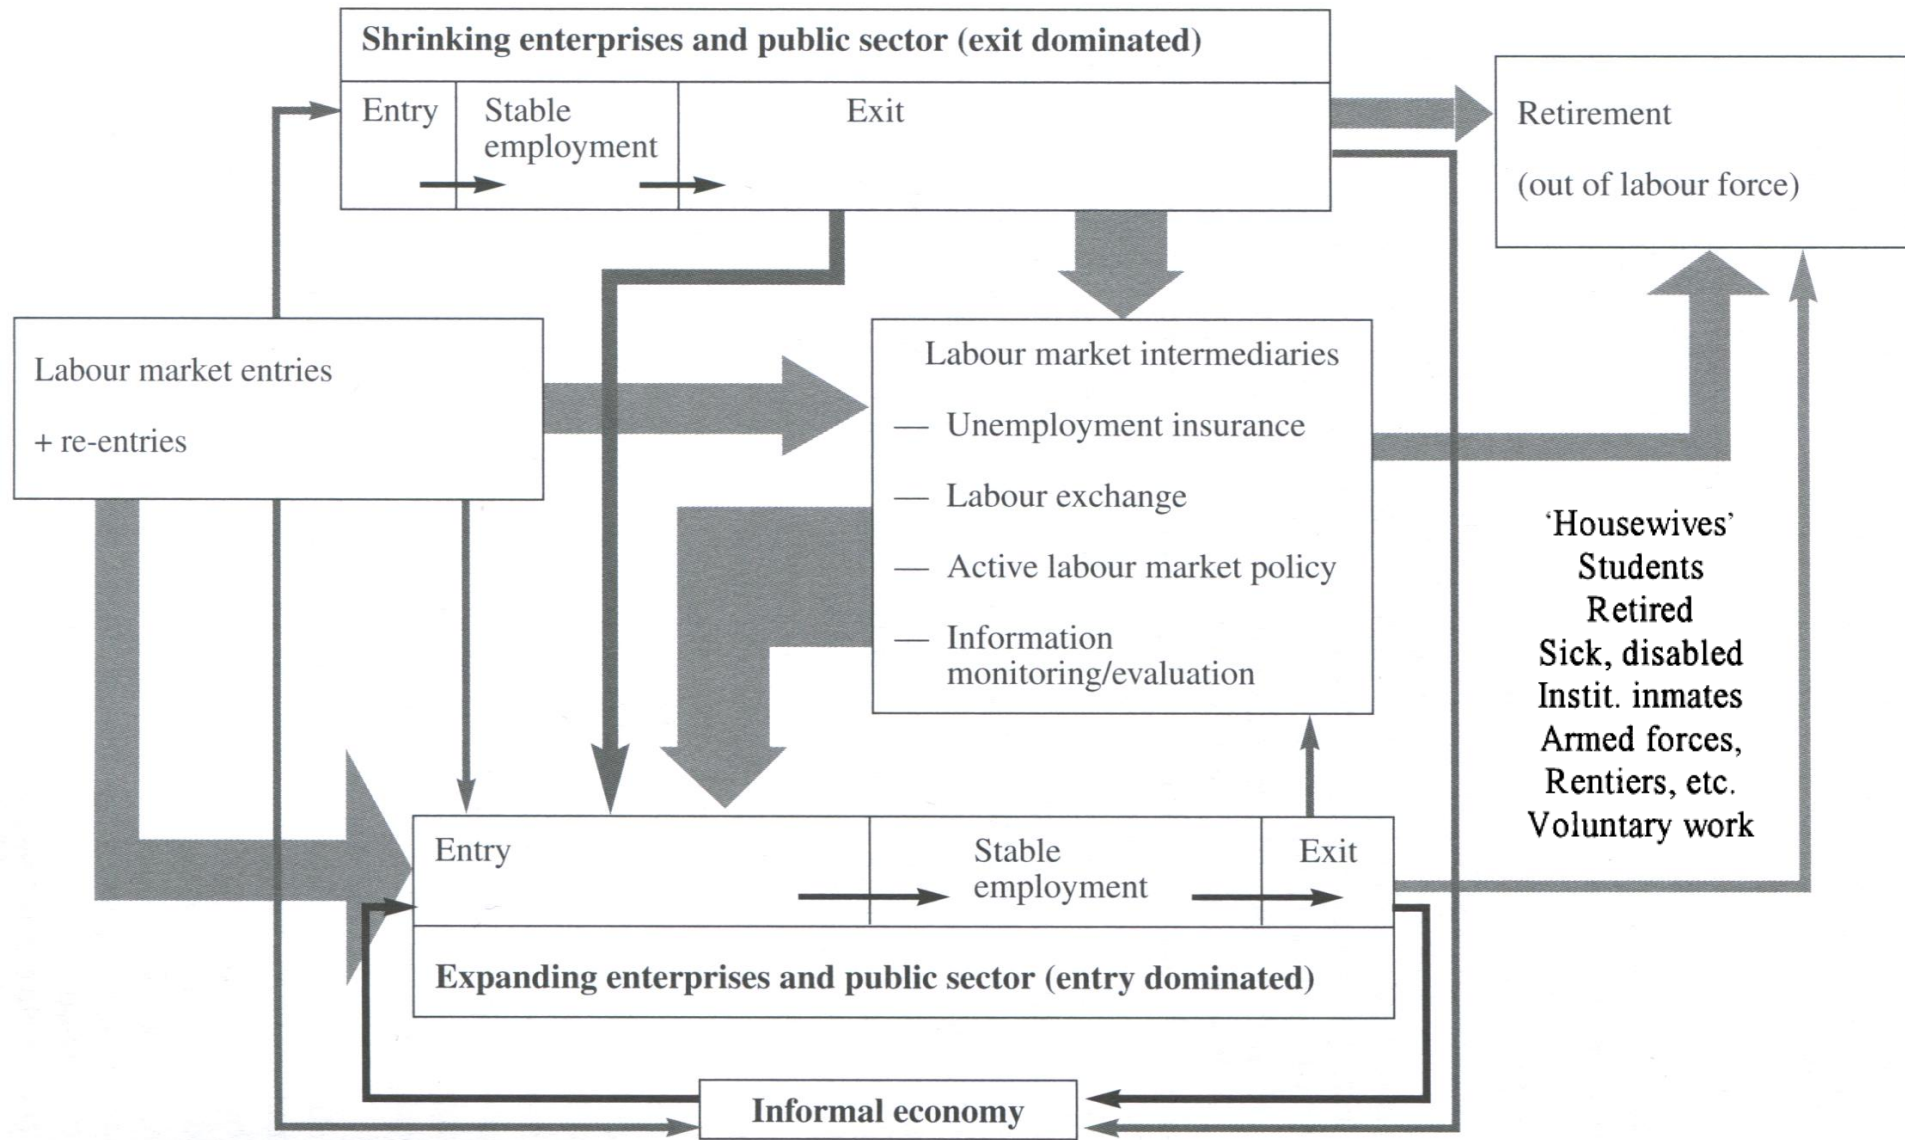 Shrinking enterprises and public sector (exit dominated)
Entry
Stable
employment
Exit
Retirement
(out of labour force)
Labour market entries
+ re-entries
Labour market intermediaries
— Unemployment insurance
— Labour exchange
— Active labour market policy
— Information
monitoring/evaluation
‘Housewives’
Students
Retired
Sick, disabled
Instit. inmates
Armed forces,
Rentiers, etc.
Voluntary work
Entry
Stable
employment
Exit
Expanding enterprises and public sector (entry dominated)
Informal economy